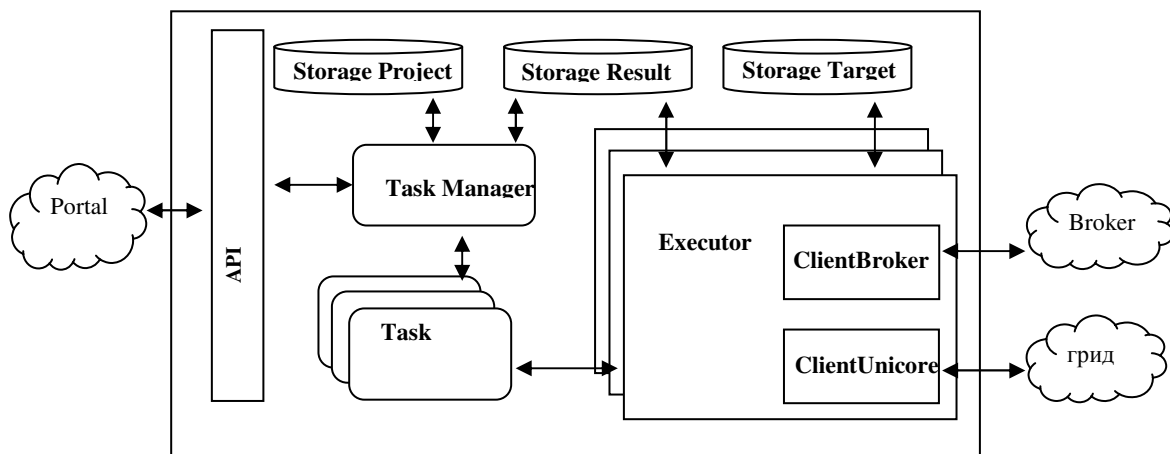 Storage Project
Storage Result
Storage Target
Task Manager
Portal
API
Executor
Broker
ClientBroker
Task
ClientUnicore
грид